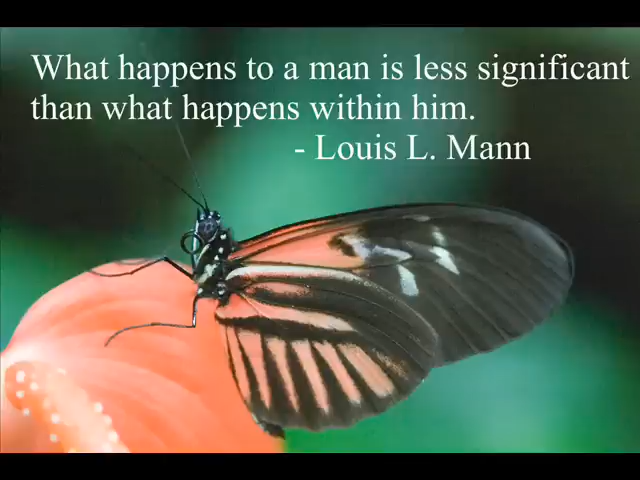 What happens to a man is less significant
than what happens within him.
- Louis L. Mann